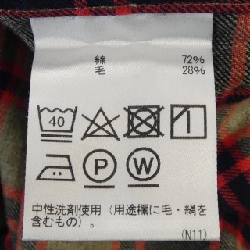 綿 72%
毛 28%
40
P W
中性洗剤使用(用途欄に毛・絹を
含むもの)。
(N11)